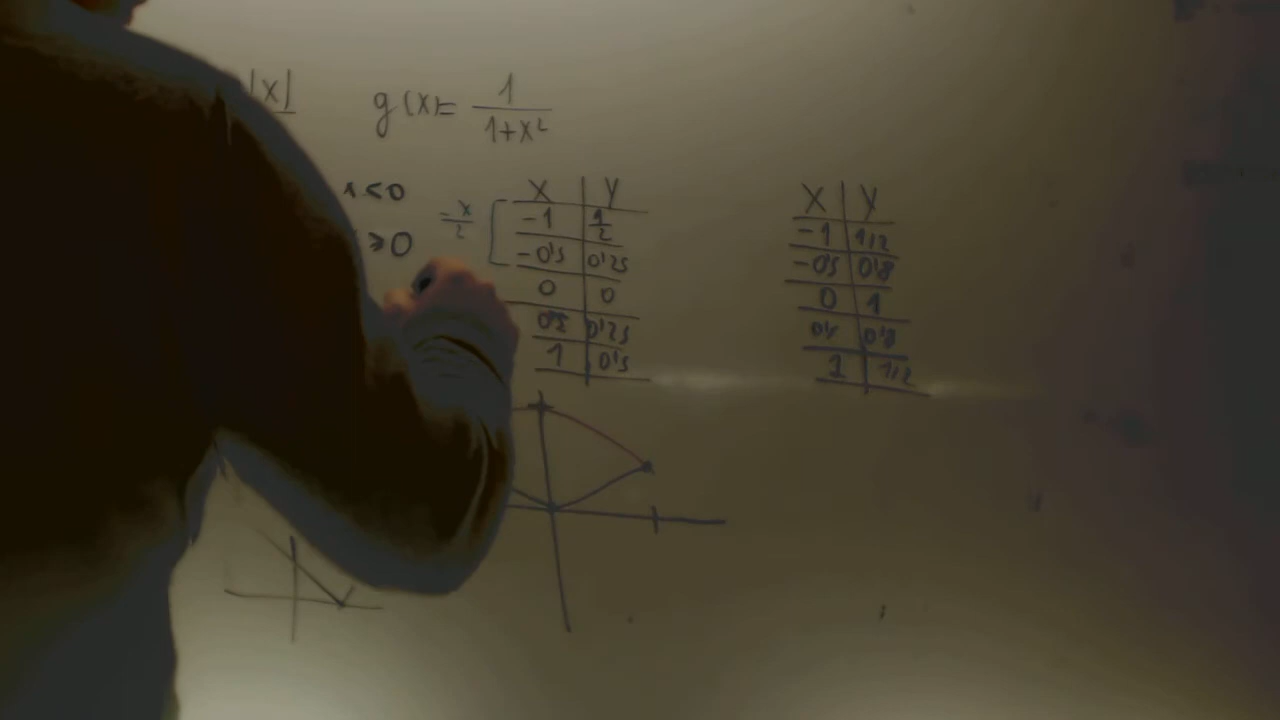 |x| g(x)= 1/(1+x²)
x<0
≥0
-x/2
x | y
-1 | 1/2
-0'5 | 0'25
0 | 0
0'5 | 0'25
1 | 0'5
x | y
-1 | 1/2
-0'5 | 0'8
0 | 1
0'5 | 0'8
1 | 1/2